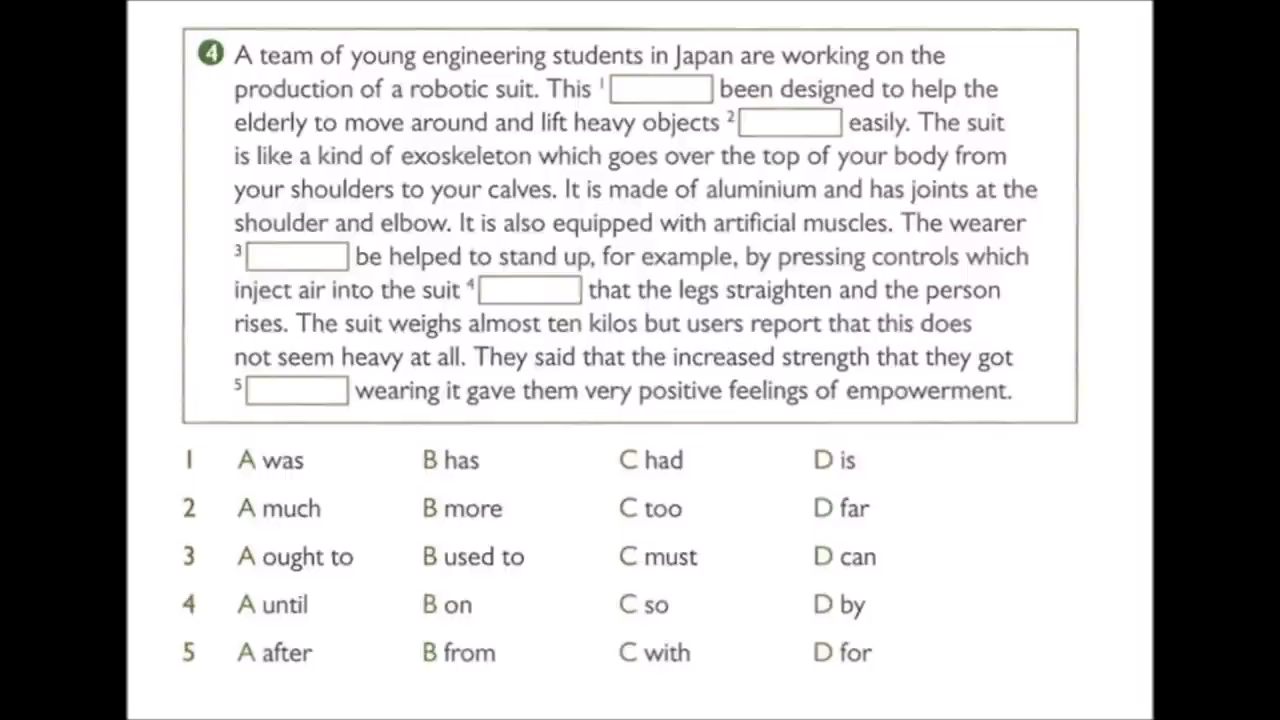 4 A team of young engineering students in Japan are working on the
production of a robotic suit. This 1 been designed to help the
elderly to move around and lift heavy objects 2 easily. The suit
is like a kind of exoskeleton which goes over the top of your body from
your shoulders to your calves. It is made of aluminium and has joints at the
shoulder and elbow. It is also equipped with artificial muscles. The wearer
3 be helped to stand up, for example, by pressing controls which
inject air into the suit 4 that the legs straighten and the person
rises. The suit weighs almost ten kilos but users report that this does
not seem heavy at all. They said that the increased strength that they got
5 wearing it gave them very positive feelings of empowerment.
1 A was B has C had D is
2 A much B more C too D far
3 A ought to B used to C must D can
4 A until B on C so D by
5 A after B from C with D for